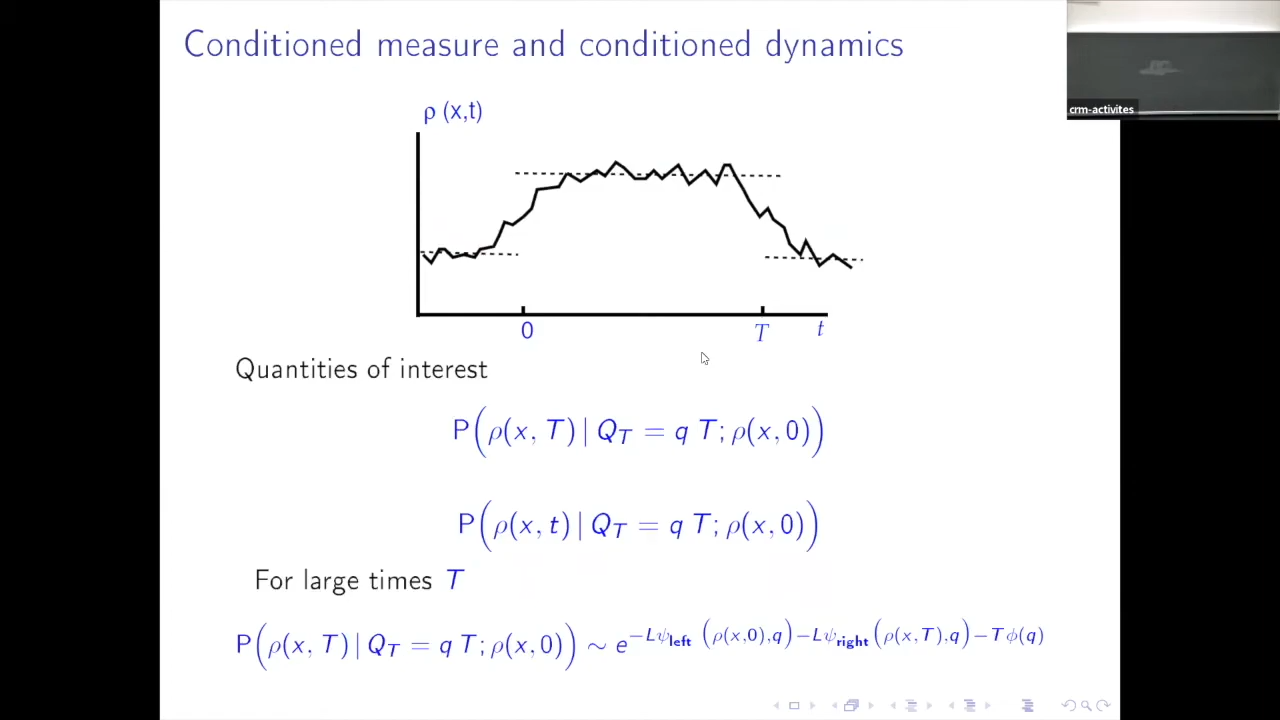 Conditioned measure and conditioned dynamics
crm-activites
ρ (x,t)
0 T t
Quantities of interest
P(ρ(x, T) | Q_T = q T; ρ(x, 0))
P(ρ(x, t) | Q_T = q T; ρ(x, 0))
For large times T
P(ρ(x, T) | Q_T = q T; ρ(x, 0)) ∼ e^{−Lψ_left (ρ(x,0),q)−Lψ_right(ρ(x,T),q)−Tϕ(q)}